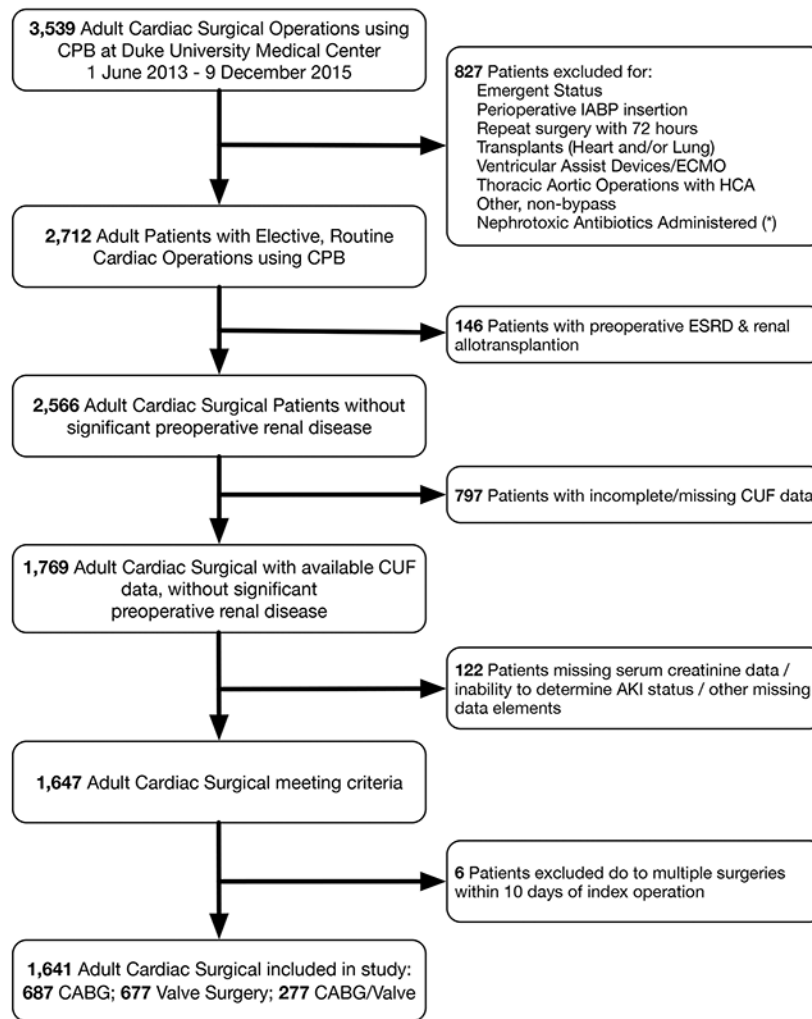 3,539 Adult Cardiac Surgical Operations using
CPB at Duke University Medical Center
1 June 2013 - 9 December 2015
827 Patients excluded for:
Emergent Status
Perioperative IABP insertion
Repeat surgery with 72 hours
Transplants (Heart and/or Lung)
Ventricular Assist Devices/ECMO
Thoracic Aortic Operations with HCA
Other, non-bypass
Nephrotoxic Antibiotics Administered (*)
2,712 Adult Patients with Elective, Routine
Cardiac Operations using CPB
146 Patients with preoperative ESRD & renal
allotransplantion
2,566 Adult Cardiac Surgical Patients without
significant preoperative renal disease
797 Patients with incomplete/missing CUF data
1,769 Adult Cardiac Surgical with available CUF
data, without significant
preoperative renal disease
122 Patients missing serum creatinine data /
inability to determine AKI status / other missing
data elements
1,647 Adult Cardiac Surgical meeting criteria
6 Patients excluded do to multiple surgeries
within 10 days of index operation
1,641 Adult Cardiac Surgical included in study:
687 CABG; 677 Valve Surgery; 277 CABG/Valve